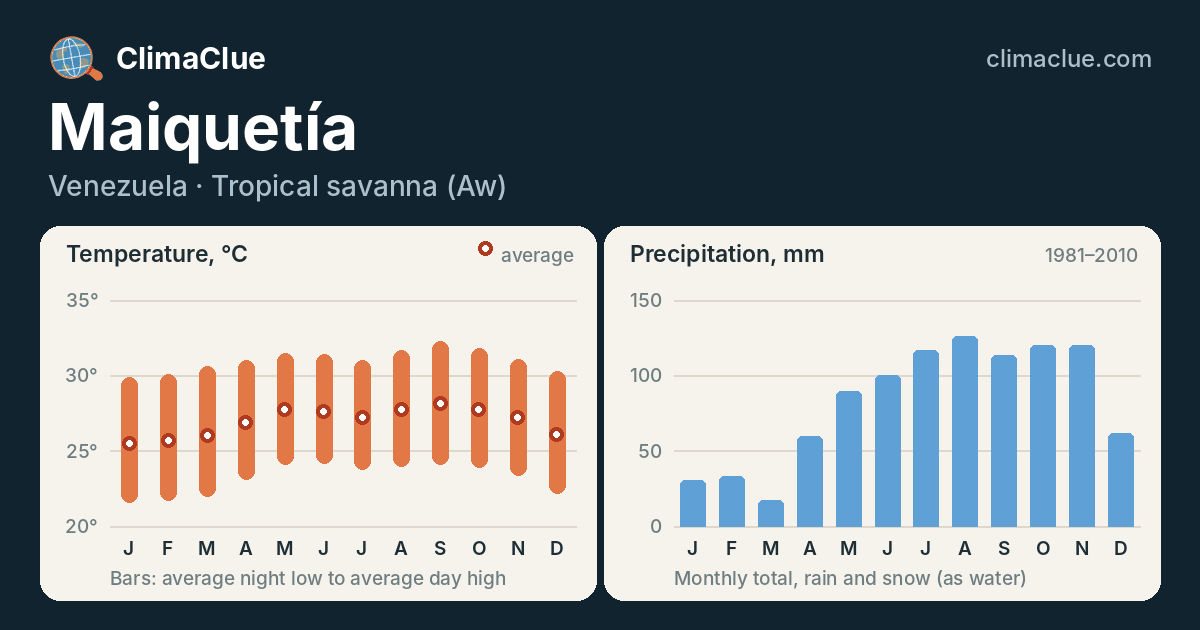 ClimaClue
climaclue.com
Maiquetía
Venezuela · Tropical savanna (Aw)
Temperature, °C
average
35°
30°
25°
20°
J F M A M J J A S O N D
Bars: average night low to average day high
Precipitation, mm
1981–2010
150
100
50
0
J F M A M J J A S O N D
Monthly total, rain and snow (as water)